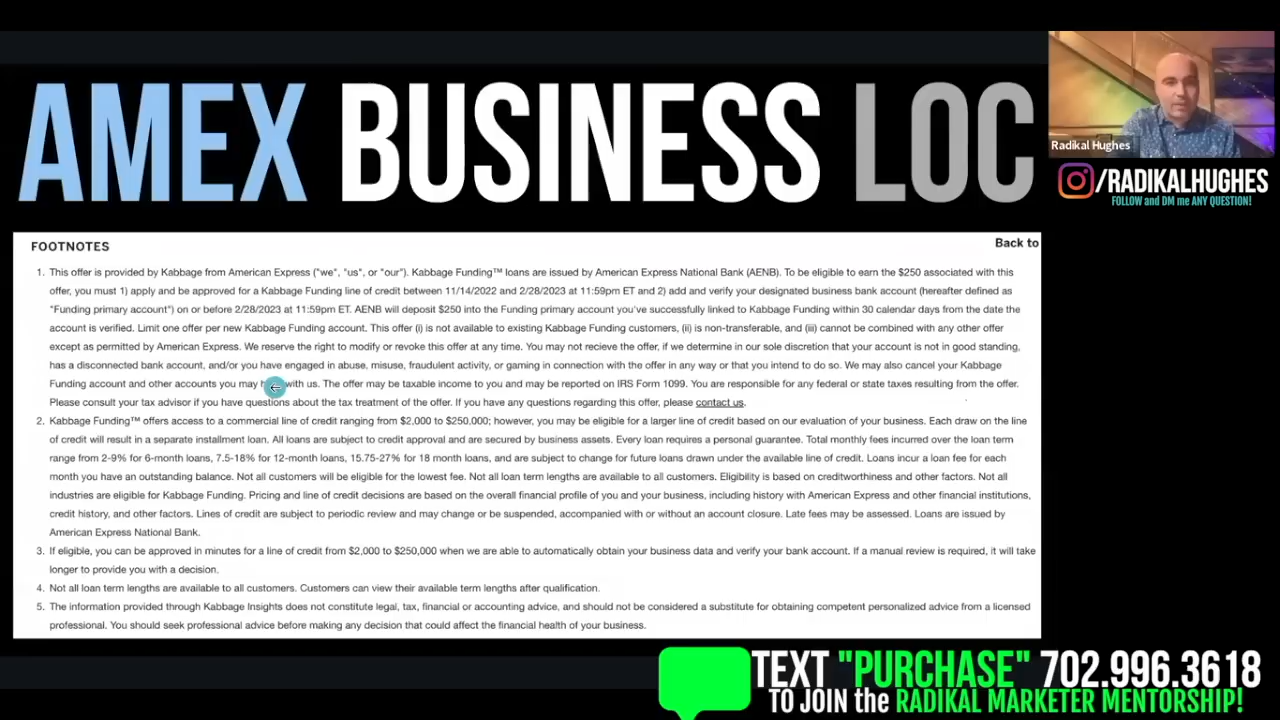 AMEX BUSINESS LOC
Radikal Hughes
/RADIKALHUGHES
FOLLOW and DM me ANY QUESTION!
FOOTNOTES
Back to
1. This offer is provided by Kabbage from American Express ("we", "us", or "our"). Kabbage Funding™ loans are issued by American Express National Bank (AENB). To be eligible to earn the $250 associated with this
offer, you must 1) apply and be approved for a Kabbage Funding line of credit between 11/14/2022 and 2/28/2023 at 11:59pm ET and 2) add and verify your designated business bank account (hereafter defined as
"Funding primary account") on or before 2/28/2023 at 11:59pm ET. AENB will deposit $250 into the Funding primary account you've successfully linked to Kabbage Funding within 30 calendar days from the date the
account is verified. Limit one offer per new Kabbage Funding account. This offer (i) is not available to existing Kabbage Funding customers, (ii) is non-transferable, and (iii) cannot be combined with any other offer
except as permitted by American Express. We reserve the right to modify or revoke this offer at any time. You may not recieve the offer, if we determine in our sole discretion that your account is not in good standing,
has a disconnected bank account, and/or you have engaged in abuse, misuse, fraudulent activity, or gaming in connection with the offer in any way or that you intend to do so. We may also cancel your Kabbage
Funding account and other accounts you may with us. The offer may be taxable income to you and may be reported on IRS Form 1099. You are responsible for any federal or state taxes resulting from the offer.
Please consult your tax advisor if you have questions about the tax treatment of the offer. If you have any questions regarding this offer, please contact us.
2. Kabbage Funding™ offers access to a commercial line of credit ranging from $2,000 to $250,000; however, you may be eligible for a larger line of credit based on our evaluation of your business. Each draw on the line
of credit will result in a separate installment loan. All loans are subject to credit approval and are secured by business assets. Every loan requires a personal guarantee. Total monthly fees incurred over the loan term
range from 2-9% for 6-month loans, 7.5-18% for 12-month loans, 15.75-27% for 18 month loans, and are subject to change for future loans drawn under the available line of credit. Loans incur a loan fee for each
month you have an outstanding balance. Not all customers will be eligible for the lowest fee. Not all loan term lengths are available to all customers. Eligibility is based on creditworthiness and other factors. Not all
industries are eligible for Kabbage Funding. Pricing and line of credit decisions are based on the overall financial profile of you and your business, including history with American Express and other financial institutions,
credit history, and other factors. Lines of credit are subject to periodic review and may change or be suspended, accompanied with or without an account closure. Late fees may be assessed. Loans are issued by
American Express National Bank.
3. If eligible, you can be approved in minutes for a line of credit from $2,000 to $250,000 when we are able to automatically obtain your business data and verify your bank account. If a manual review is required, it will take
longer to provide you with a decision.
4. Not all loan term lengths are available to all customers. Customers can view their available term lengths after qualification.
5. The information provided through Kabbage Insights does not constitute legal, tax, financial or accounting advice, and should not be considered a substitute for obtaining competent personalized advice from a licensed
professional. You should seek professional advice before making any decision that could affect the financial health of your business.
TEXT "PURCHASE" 702.996.3618
TO JOIN the RADIKAL MARKETER MENTORSHIP!